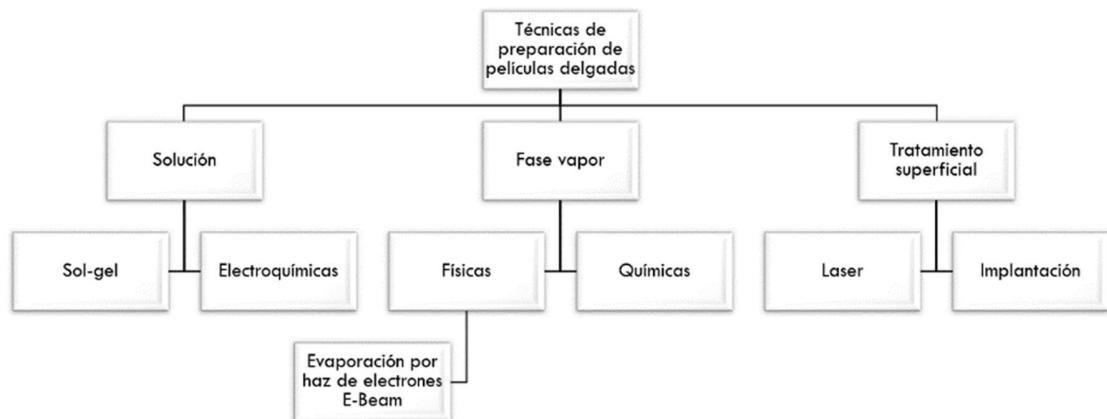 Técnicas de
preparación de
películas delgadas
Solución
Fase vapor
Tratamiento
superficial
Sol-gel
Electroquímicas
Físicas
Químicas
Laser
Implantación
Evaporación por
haz de electrones
E-Beam